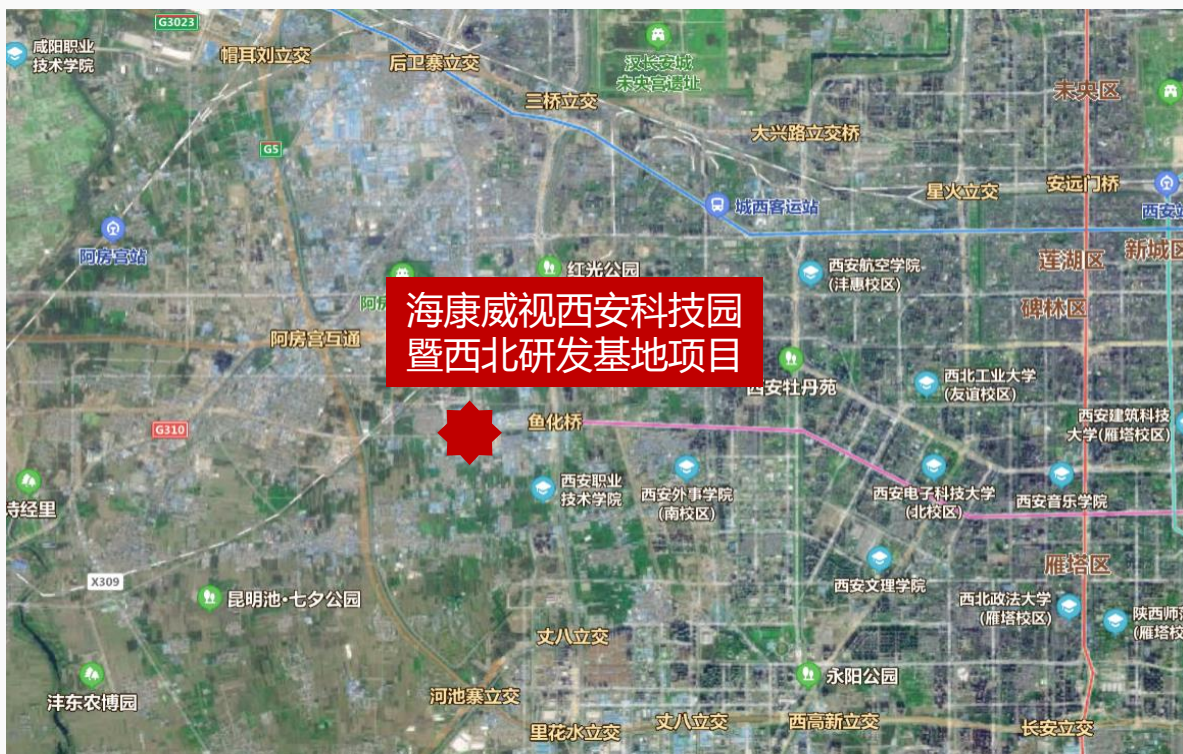 G3023
咸阳职业
技术学院
帽耳刘立交
后卫寨立交
汉长安城
未央宫遗址
三桥立交
未央区
大兴路立交桥
G5
安远门桥
星火立交
城西客运站
西安站
阿房宫站
新城区
莲湖区
红光公园
西安航空学院
(沣惠校区)
碑林区
海康威视西安科技园
暨西北研发基地项目
阿房宫互通
西安牡丹苑
西北工业大学
(友谊校区)
G310
鱼化桥
西安建筑科技
大学(雁塔校区)
诗经里
西安职业
技术学院
西安外事学院
(南校区)
西安电子科技大学
(北校区)
西安音乐学院
雁塔区
X309
昆明池·七夕公园
西安文理学院
西北政法大学
(雁塔校区)
陕西师范
(雁塔校
丈八立交
沣东农博园
河池寨立交
永阳公园
里花水立交
丈八立交
西高新立交
长安立交